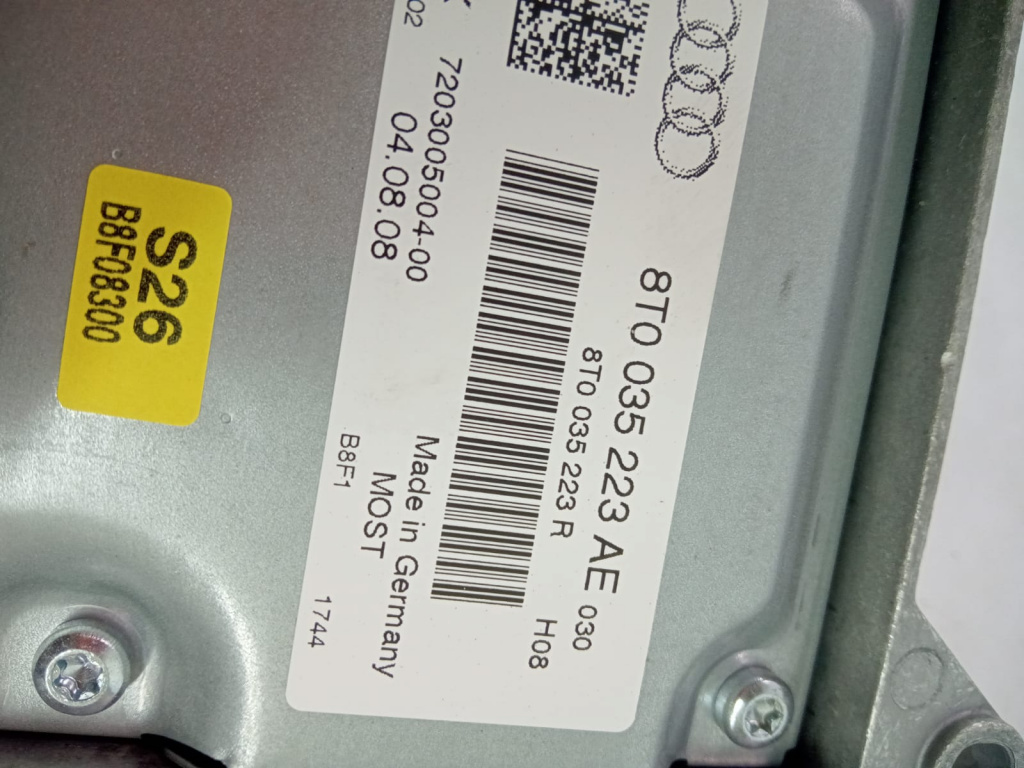 8T0 035 223 AE 030
8T0 035 223 R
H08
7203005004-00
04.08.08
02
Made in Germany
MOST
B8F1
1744
S26
B8F08300